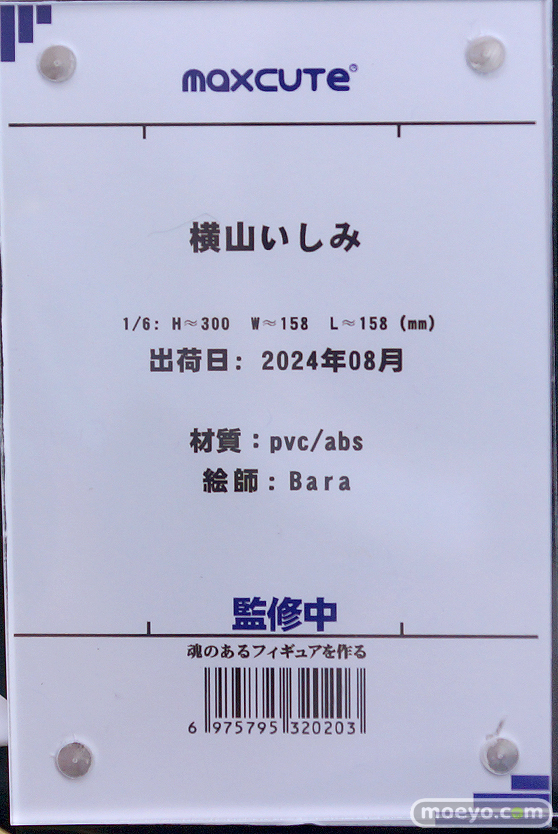 maxcute
横山いしみ
1/6: H≈300 W≈158 L≈158 (mm)
出荷日: 2024年08月
材質:pvc/abs
絵師:Bara
監修中
魂のあるフィギュアを作る
6 975795 320203
moeyo.com